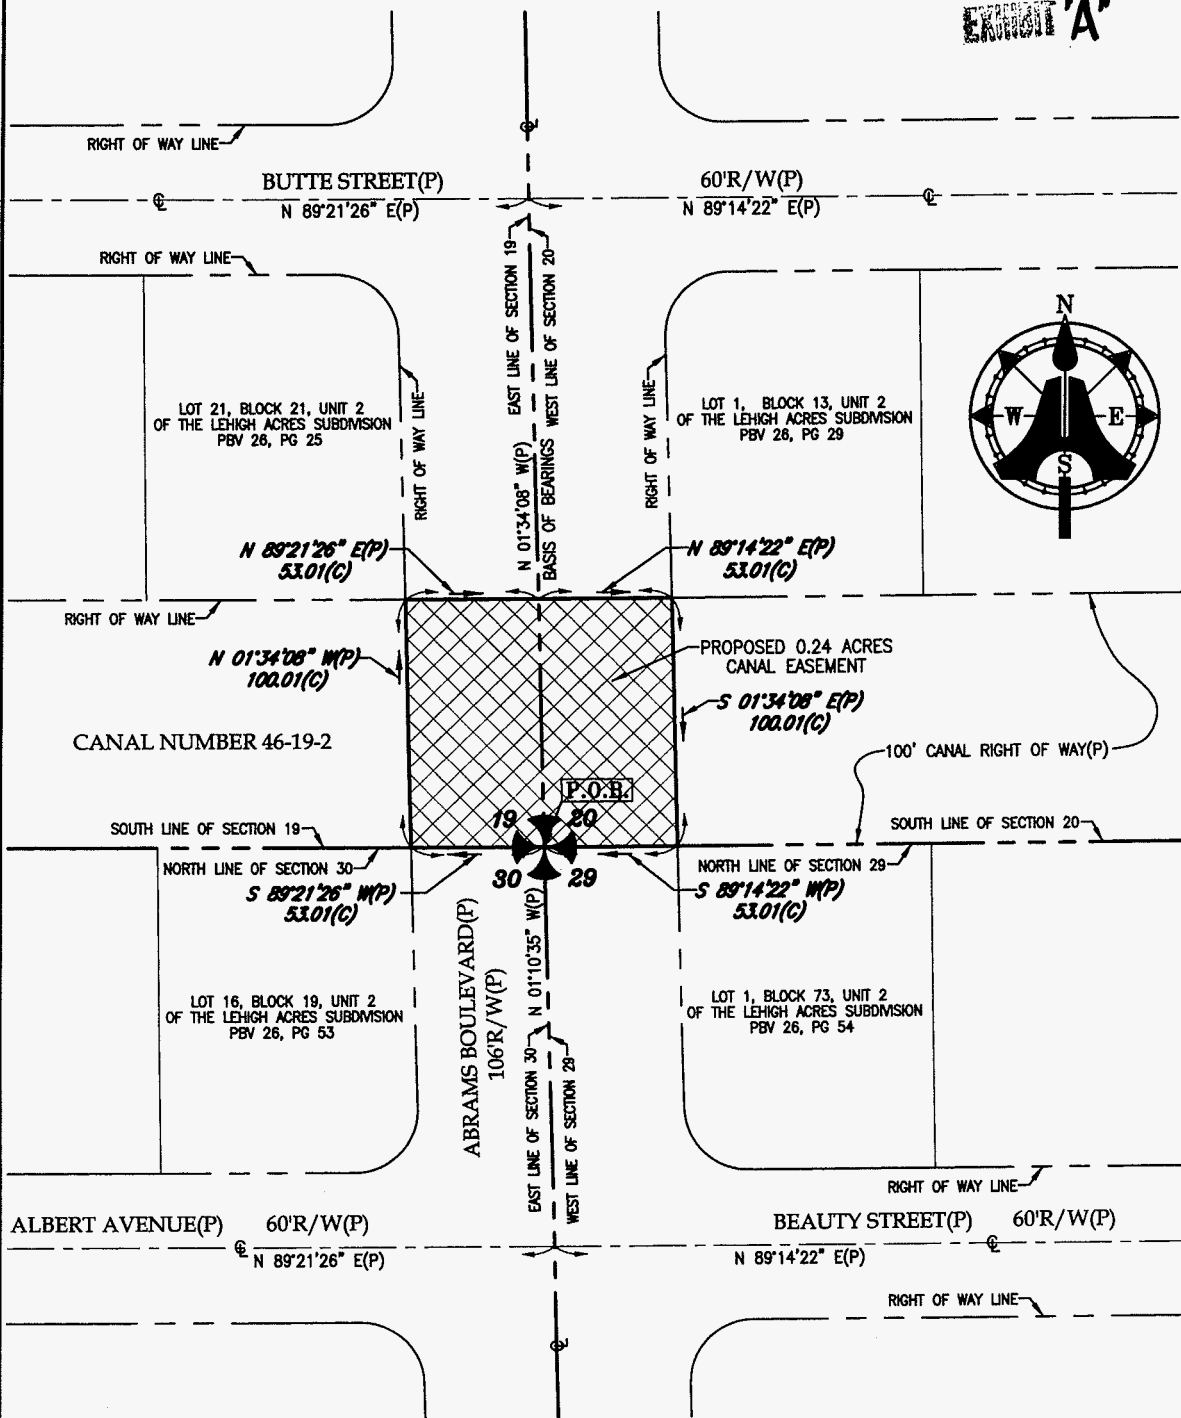 EXHIBIT "A"
RIGHT OF WAY LINE
BUTTE STREET(P)
60'R/W(P)
N 89°21'26" E(P)
N 89°14'22" E(P)
RIGHT OF WAY LINE
EAST LINE OF SECTION 19
WEST LINE OF SECTION 20
N 01°34'08" W(P)
BASIS OF BEARINGS
RIGHT OF WAY LINE
RIGHT OF WAY LINE
N
W
E
S
LOT 21, BLOCK 21, UNIT 2
OF THE LEHIGH ACRES SUBDIVISION
PBV 26, PG 25
LOT 1, BLOCK 13, UNIT 2
OF THE LEHIGH ACRES SUBDIVISION
PBV 26, PG 29
N 89°21'26" E(P)
53.01(C)
N 89°14'22" E(P)
53.01(C)
RIGHT OF WAY LINE
N 01°34'08" W(P)
100.01(C)
PROPOSED 0.24 ACRES
CANAL EASEMENT
S 01°34'08" E(P)
100.01(C)
CANAL NUMBER 46-19-2
100' CANAL RIGHT OF WAY(P)
P.O.B.
19
20
30
29
SOUTH LINE OF SECTION 19
NORTH LINE OF SECTION 30
SOUTH LINE OF SECTION 20
NORTH LINE OF SECTION 29
S 89°21'26" W(P)
53.01(C)
S 89°14'22" W(P)
53.01(C)
ABRAMS BOULEVARD(P)
106'R/W(P)
N 01°10'35" W(P)
EAST LINE OF SECTION 30
WEST LINE OF SECTION 29
LOT 16, BLOCK 19, UNIT 2
OF THE LEHIGH ACRES SUBDIVISION
PBV 26, PG 53
LOT 1, BLOCK 73, UNIT 2
OF THE LEHIGH ACRES SUBDIVISION
PBV 26, PG 54
RIGHT OF WAY LINE
ALBERT AVENUE(P)
60'R/W(P)
N 89°21'26" E(P)
BEAUTY STREET(P)
60'R/W(P)
N 89°14'22" E(P)
RIGHT OF WAY LINE